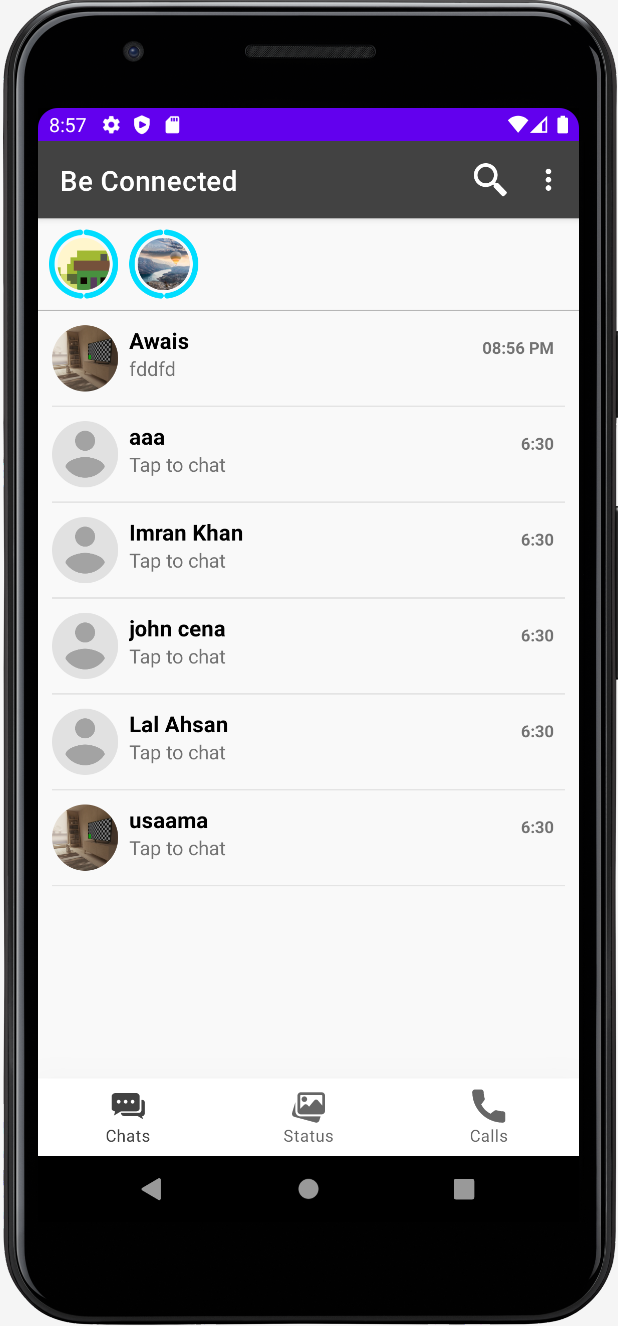 8:57
Be Connected
Awais
08:56 PM
fddfd
aaa
6:30
Tap to chat
Imran Khan
6:30
Tap to chat
john cena
6:30
Tap to chat
Lal Ahsan
6:30
Tap to chat
usaama
6:30
Tap to chat
Chats
Status
Calls